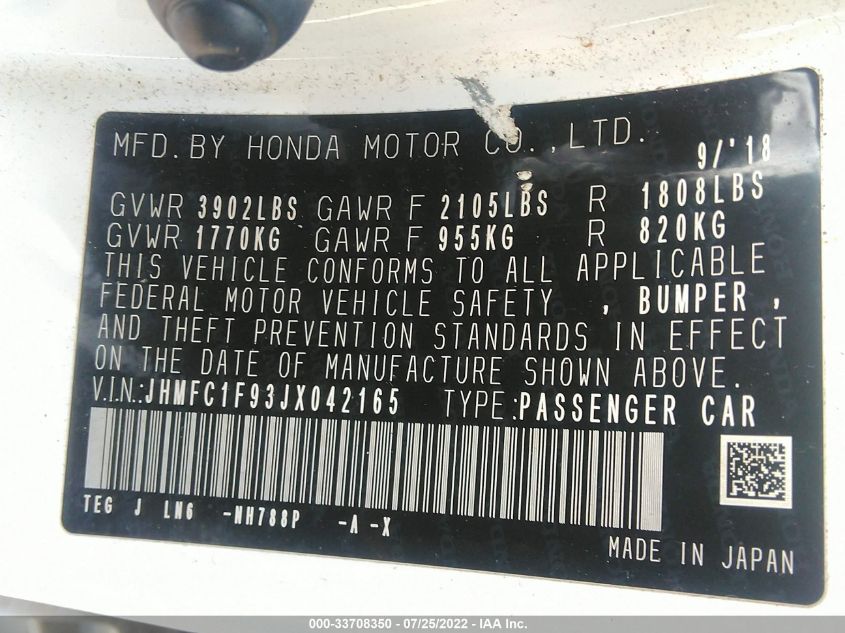 MFD. BY HONDA MOTOR CO., LTD. 9/'18
GVWR 3902LBS GAWR F 2105LBS R 1808LBS
GVWR 1770KG GAWR F 955KG R 820KG
THIS VEHICLE CONFORMS TO ALL APPLICABLE
FEDERAL MOTOR VEHICLE SAFETY , BUMPER ,
AND THEFT PREVENTION STANDARDS IN EFFECT
ON THE DATE OF MANUFACTURE SHOWN ABOVE.
V.I.N.:JHMFC1F93JX042165 TYPE:PASSENGER CAR
TEG J LN6 -NH788P -A -X
MADE IN JAPAN
000-33708350 - 07/25/2022 - IAA Inc.